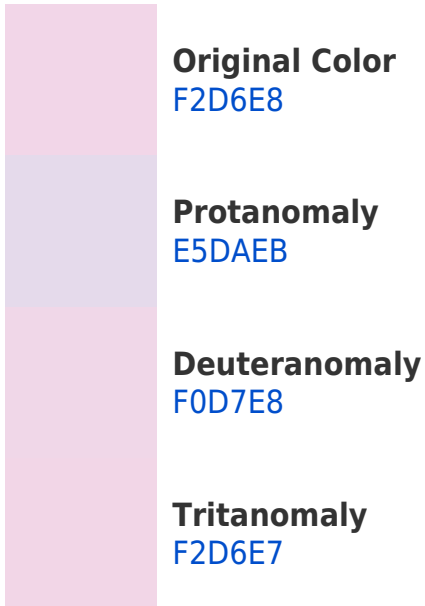 Original Color
F2D6E8
Protanomaly
E5DAEB
Deuteranomaly
F0D7E8
Tritanomaly
F2D6E7